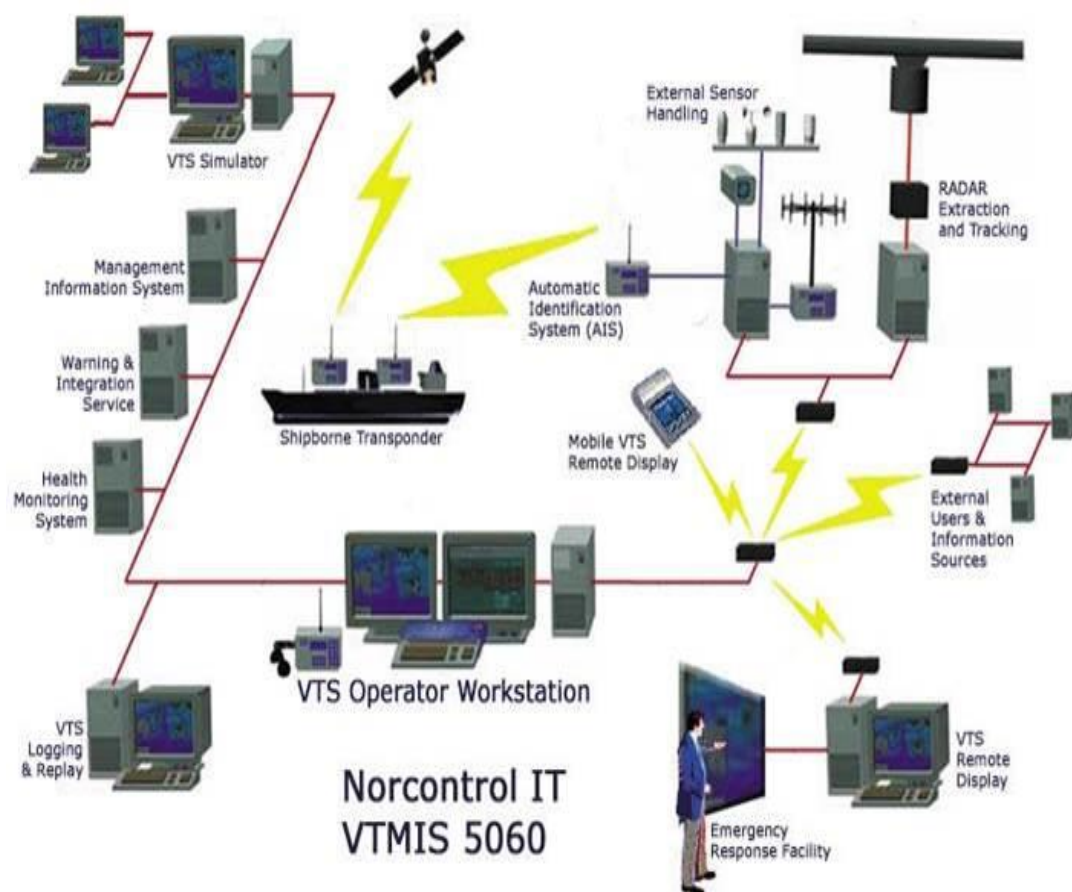 VTS Simulator
External Sensor
Handling
RADAR
Extraction
and Tracking
Management
Information System
Automatic
Identification
System (AIS)
Warning &
Integration
Service
Shipborne Transponder
Mobile VTS
Remote Display
Health
Monitoring
System
External
Users &
Information
Sources
VTS Operator Workstation
VTS
Logging
& Replay
VTS
Remote
Display
Norcontrol IT
VTMIS 5060
Emergency
Response Facility